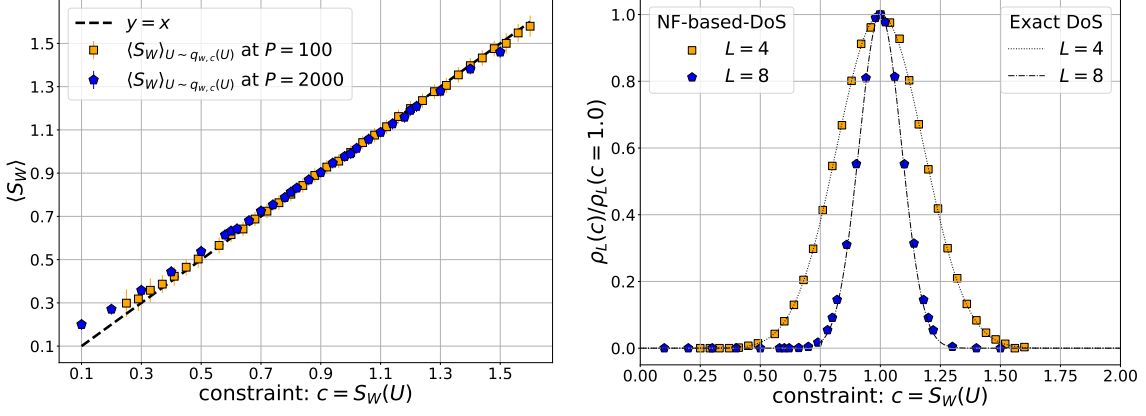 y = x
⟨S_W⟩_{U∼q_{w,c}(U)} at P = 100
⟨S_W⟩_{U∼q_{w,c}(U)} at P = 2000
⟨S_W⟩
1.5
1.3
1.1
0.9
0.7
0.5
0.3
0.1
0.1 0.3 0.5 0.7 0.9 1.1 1.3 1.5
constraint: c = S_W(U)
NF-based-DoS
L = 4
L = 8
Exact DoS
L = 4
L = 8
ρ_L(c)/ρ_L(c = 1.0)
1.0
0.8
0.6
0.4
0.2
0.0
0.00 0.25 0.50 0.75 1.00 1.25 1.50 1.75 2.00
constraint: c = S_W(U)